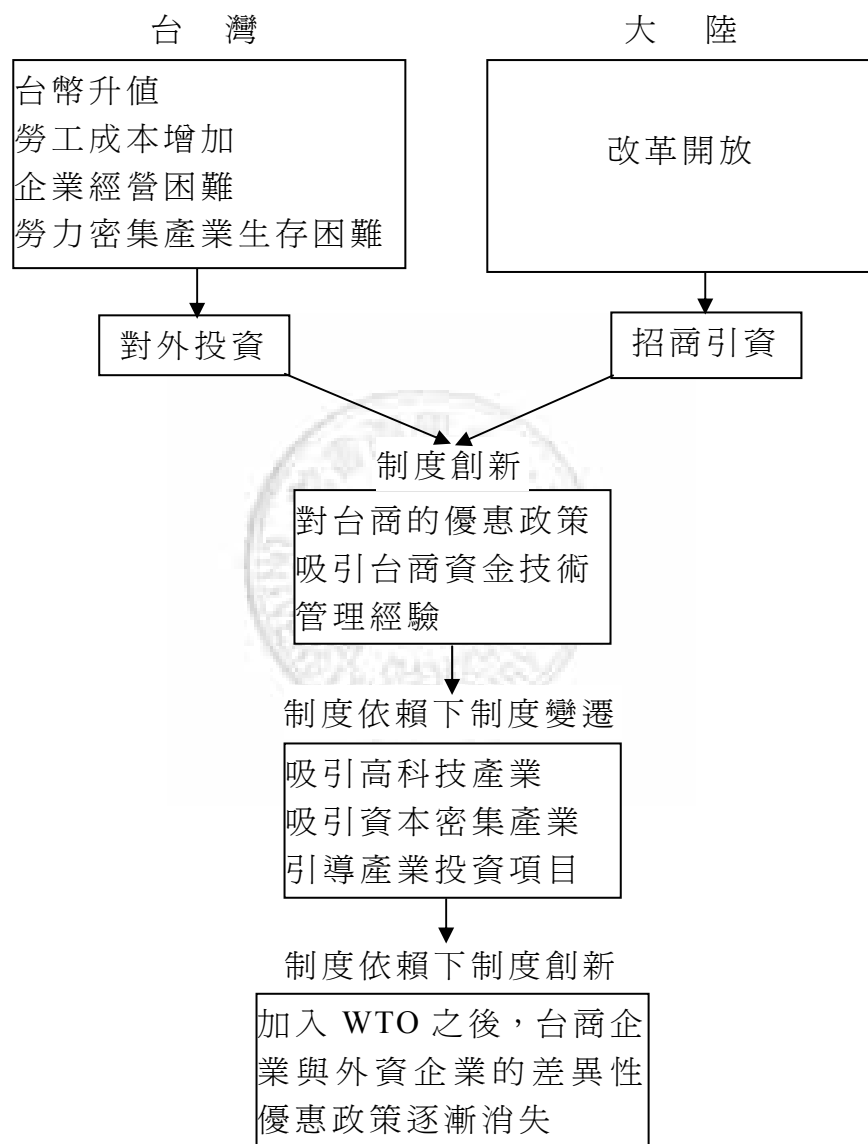 台 灣
大 陸
台幣升值
勞工成本增加
企業經營困難
勞力密集產業生存困難
改革開放
對外投資
招商引資
制度創新
對台商的優惠政策
吸引台商資金技術
管理經驗
制度依賴下制度變遷
吸引高科技產業
吸引資本密集產業
引導產業投資項目
制度依賴下制度創新
加入 WTO 之後，台商企
業與外資企業的差異性
優惠政策逐漸消失